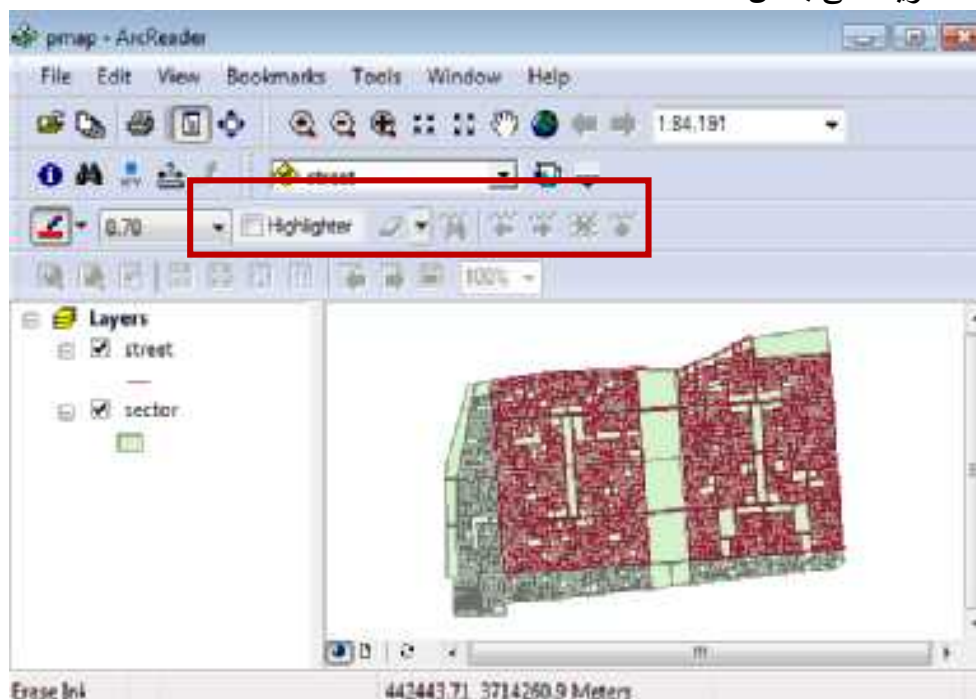 pmap - ArcReader
File Edit View Bookmarks Tools Window Help
1:84,191
street
0.70 Highlighter
100%
Layers
street
sector
Erase Ink 442443.71 3714260.9 Meters